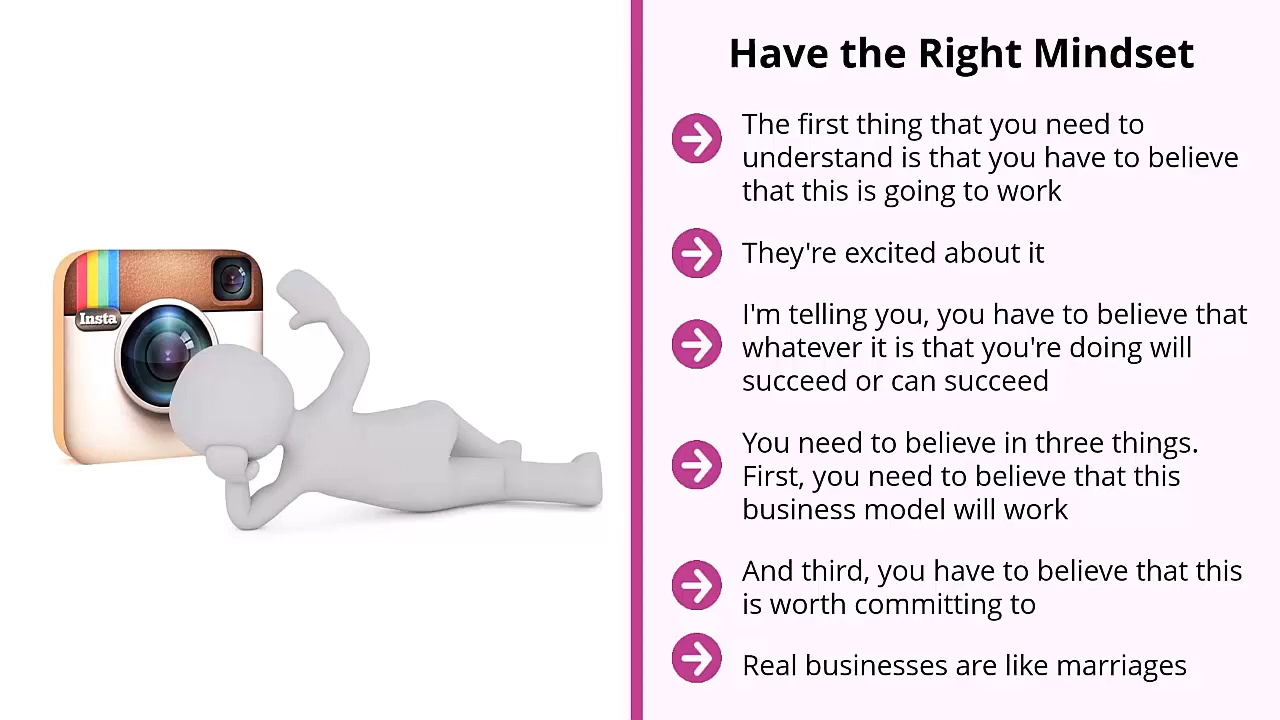 Have the Right Mindset
The first thing that you need to
understand is that you have to believe
that this is going to work
They're excited about it
I'm telling you, you have to believe that
whatever it is that you're doing will
succeed or can succeed
You need to believe in three things.
First, you need to believe that this
business model will work
And third, you have to believe that this
is worth committing to
Real businesses are like marriages
Insta